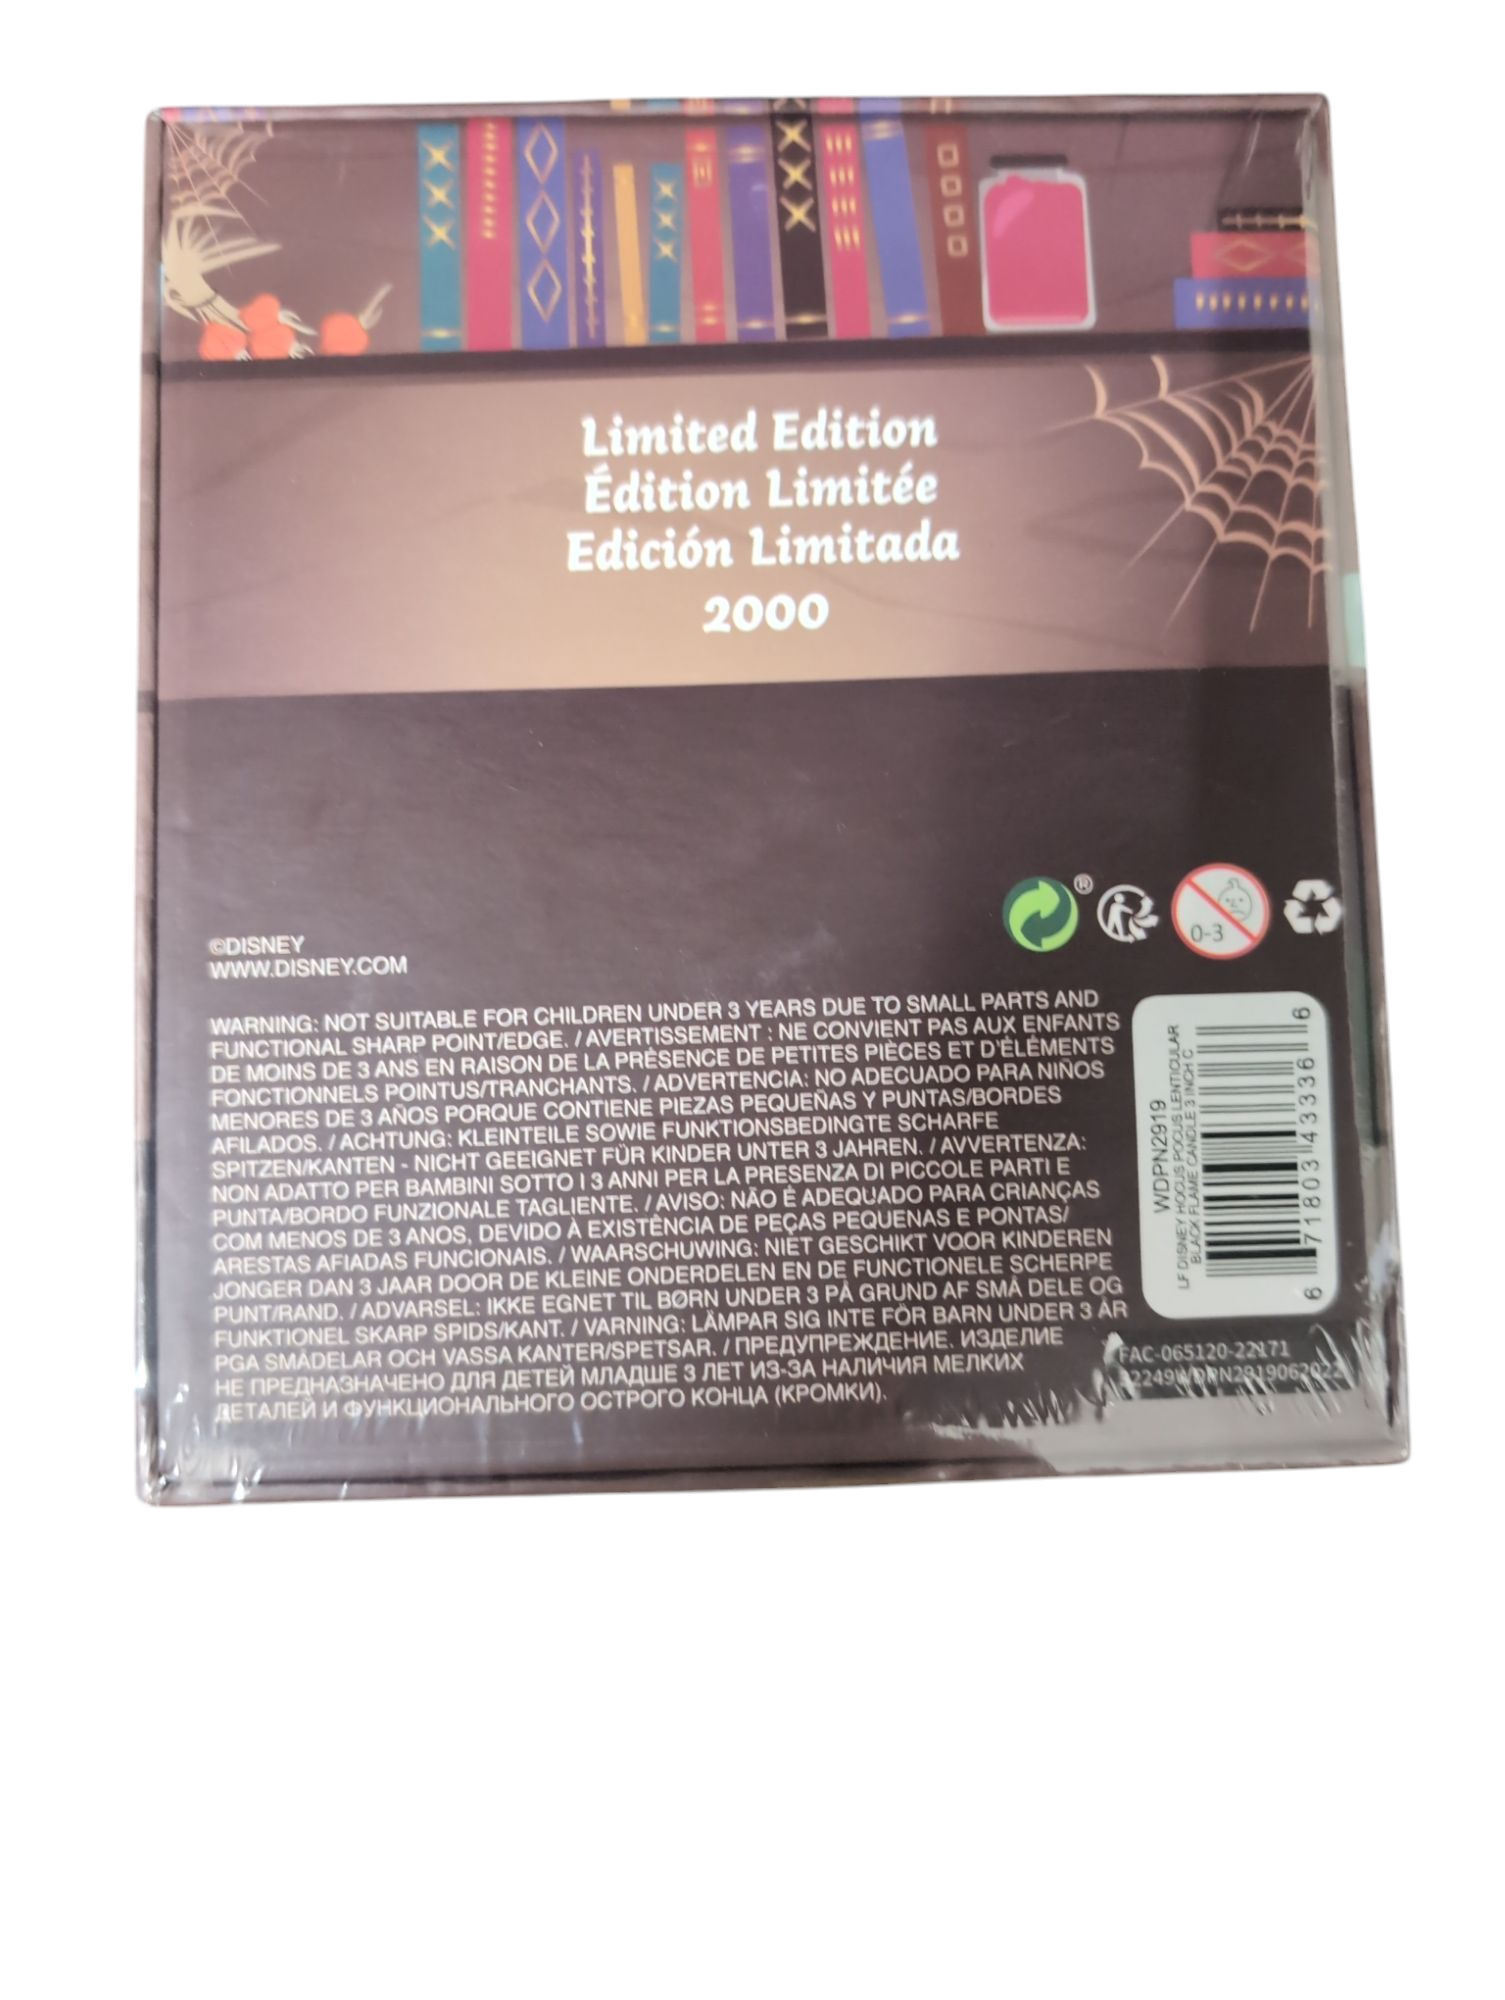 Limited Edition
Édition Limitée
Edición Limitada
2000
®
0-3
©DISNEY
WWW.DISNEY.COM
WARNING: NOT SUITABLE FOR CHILDREN UNDER 3 YEARS DUE TO SMALL PARTS AND
FUNCTIONAL SHARP POINT/EDGE. / AVERTISSEMENT : NE CONVIENT PAS AUX ENFANTS
DE MOINS DE 3 ANS EN RAISON DE LA PRÉSENCE DE PETITES PIÈCES ET D'ÉLÉMENTS
FONCTIONNELS POINTUS/TRANCHANTS. / ADVERTENCIA: NO ADECUADO PARA NIÑOS
MENORES DE 3 AÑOS PORQUE CONTIENE PIEZAS PEQUEÑAS Y PUNTAS/BORDES
AFILADOS. / ACHTUNG: KLEINTEILE SOWIE FUNKTIONSBEDINGTE SCHARFE
SPITZEN/KANTEN - NICHT GEEIGNET FÜR KINDER UNTER 3 JAHREN. / AVVERTENZA:
NON ADATTO PER BAMBINI SOTTO I 3 ANNI PER LA PRESENZA DI PICCOLE PARTI E
PUNTA/BORDO FUNZIONALE TAGLIENTE. / AVISO: NÃO É ADEQUADO PARA CRIANÇAS
COM MENOS DE 3 ANOS, DEVIDO À EXISTÊNCIA DE PEÇAS PEQUENAS E PONTAS/
ARESTAS AFIADAS FUNCIONAIS. / WAARSCHUWING: NIET GESCHIKT VOOR KINDEREN
JONGER DAN 3 JAAR DOOR DE KLEINE ONDERDELEN EN DE FUNCTIONELE SCHERPE
PUNT/RAND. / ADVARSEL: IKKE EGNET TIL BØRN UNDER 3 PÅ GRUND AF SMÅ DELE OG
FUNKTIONEL SKARP SPIDS/KANT. / VARNING: LÄMPAR SIG INTE FÖR BARN UNDER 3 ÅR
PGA SMÅDELAR OCH VASSA KANTER/SPETSAR. / ПРЕДУПРЕЖДЕНИЕ. ИЗДЕЛИЕ
НЕ ПРЕДНАЗНАЧЕНО ДЛЯ ДЕТЕЙ МЛАДШЕ 3 ЛЕТ ИЗ-ЗА НАЛИЧИЯ МЕЛКИХ
ДЕТАЛЕЙ И ФУНКЦИОНАЛЬНОГО ОСТРОГО КОНЦА (КРОМКИ).
WDPN2919
LF DISNEY HOCUS POCUS LENTICULAR
BLACK FLAME CANDLE 3 INCH C
6 71803 43336 6
FAC-065120-22171